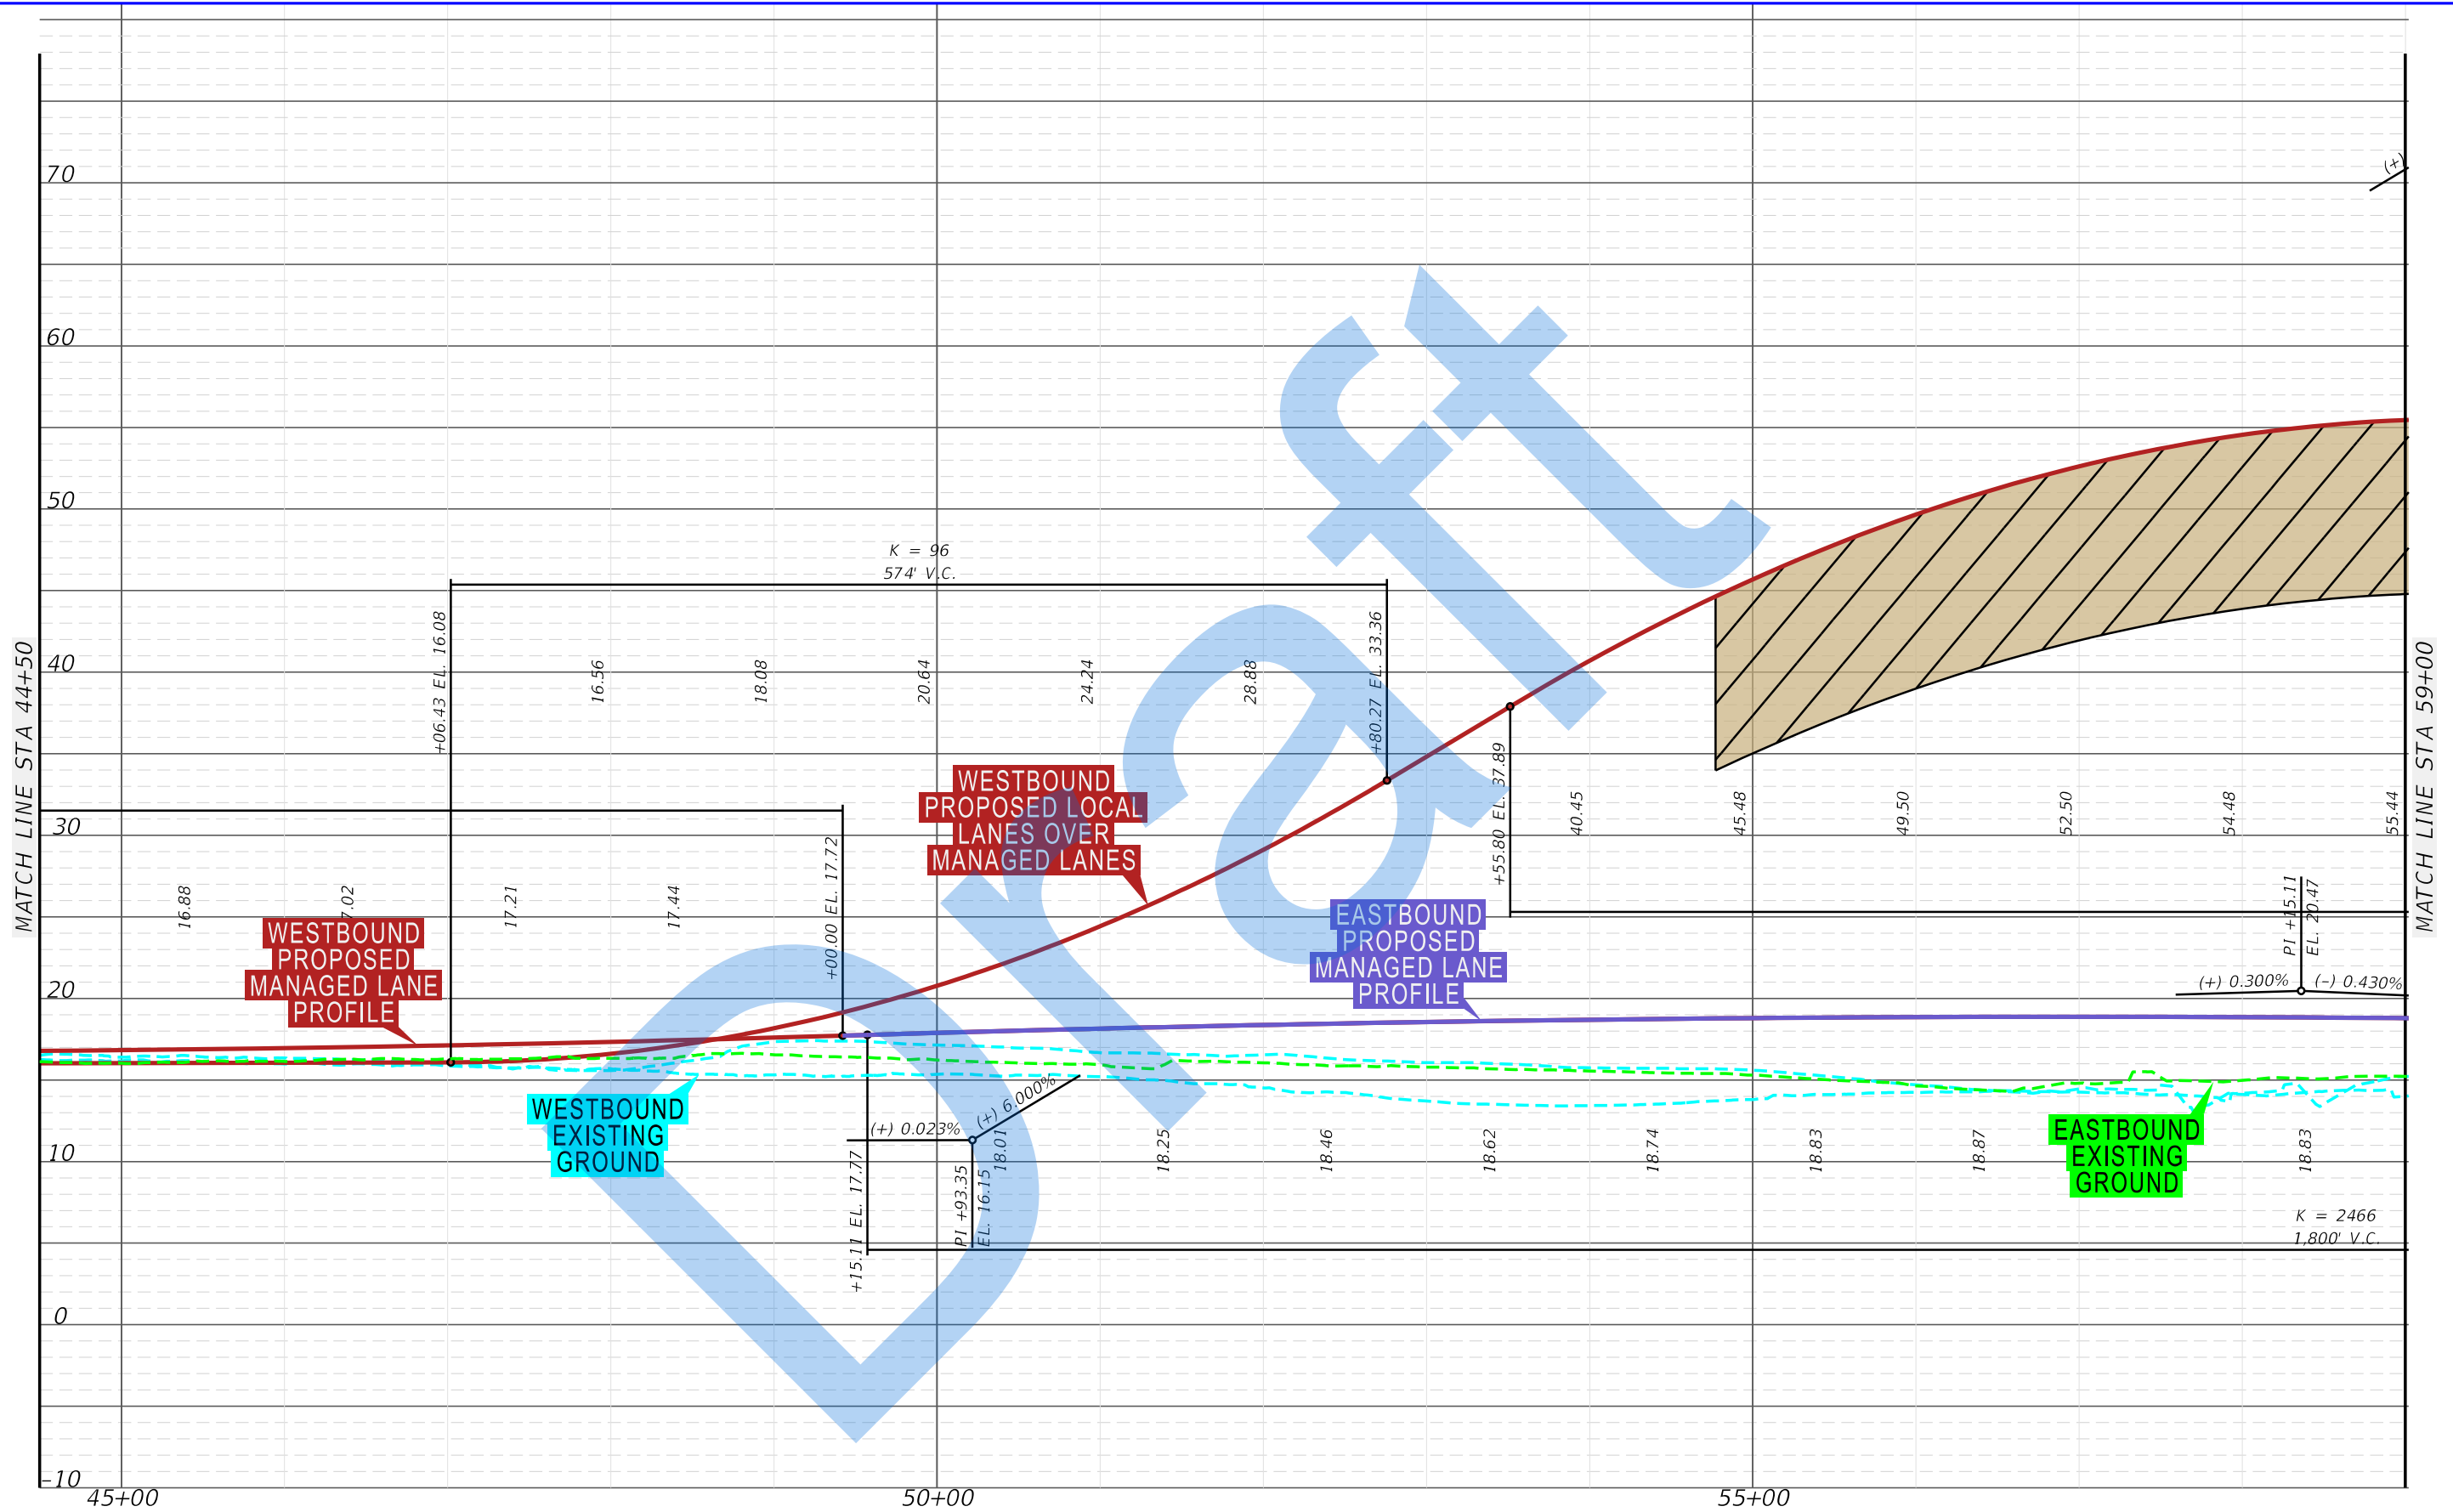 (+)
70
60
50
40
30
20
10
0
-10
MATCH LINE STA 44+50
MATCH LINE STA 59+00
K = 96
574' V.C.
+06.43 EL. 16.08
16.56
18.08
20.64
24.24
28.88
+80.27 EL. 33.36
+55.80 EL. 37.89
40.45
45.48
49.50
52.50
54.48
55.44
16.88
7.02
17.21
17.44
+00.00 EL. 17.72
WESTBOUND
PROPOSED LOCAL
LANES OVER
MANAGED LANES
WESTBOUND
PROPOSED
MANAGED LANE
PROFILE
EASTBOUND
PROPOSED
MANAGED LANE
PROFILE
PI +15.11
EL. 20.47
(+) 0.300%
(-) 0.430%
WESTBOUND
EXISTING
GROUND
(+) 0.023%
(+) 6.000%
+15.11 EL. 17.77
PI +93.35
EL. 16.15
18.01
18.25
18.46
18.62
18.74
18.83
18.87
18.83
EASTBOUND
EXISTING
GROUND
K = 2466
1,800' V.C.
45+00
50+00
55+00
Draft